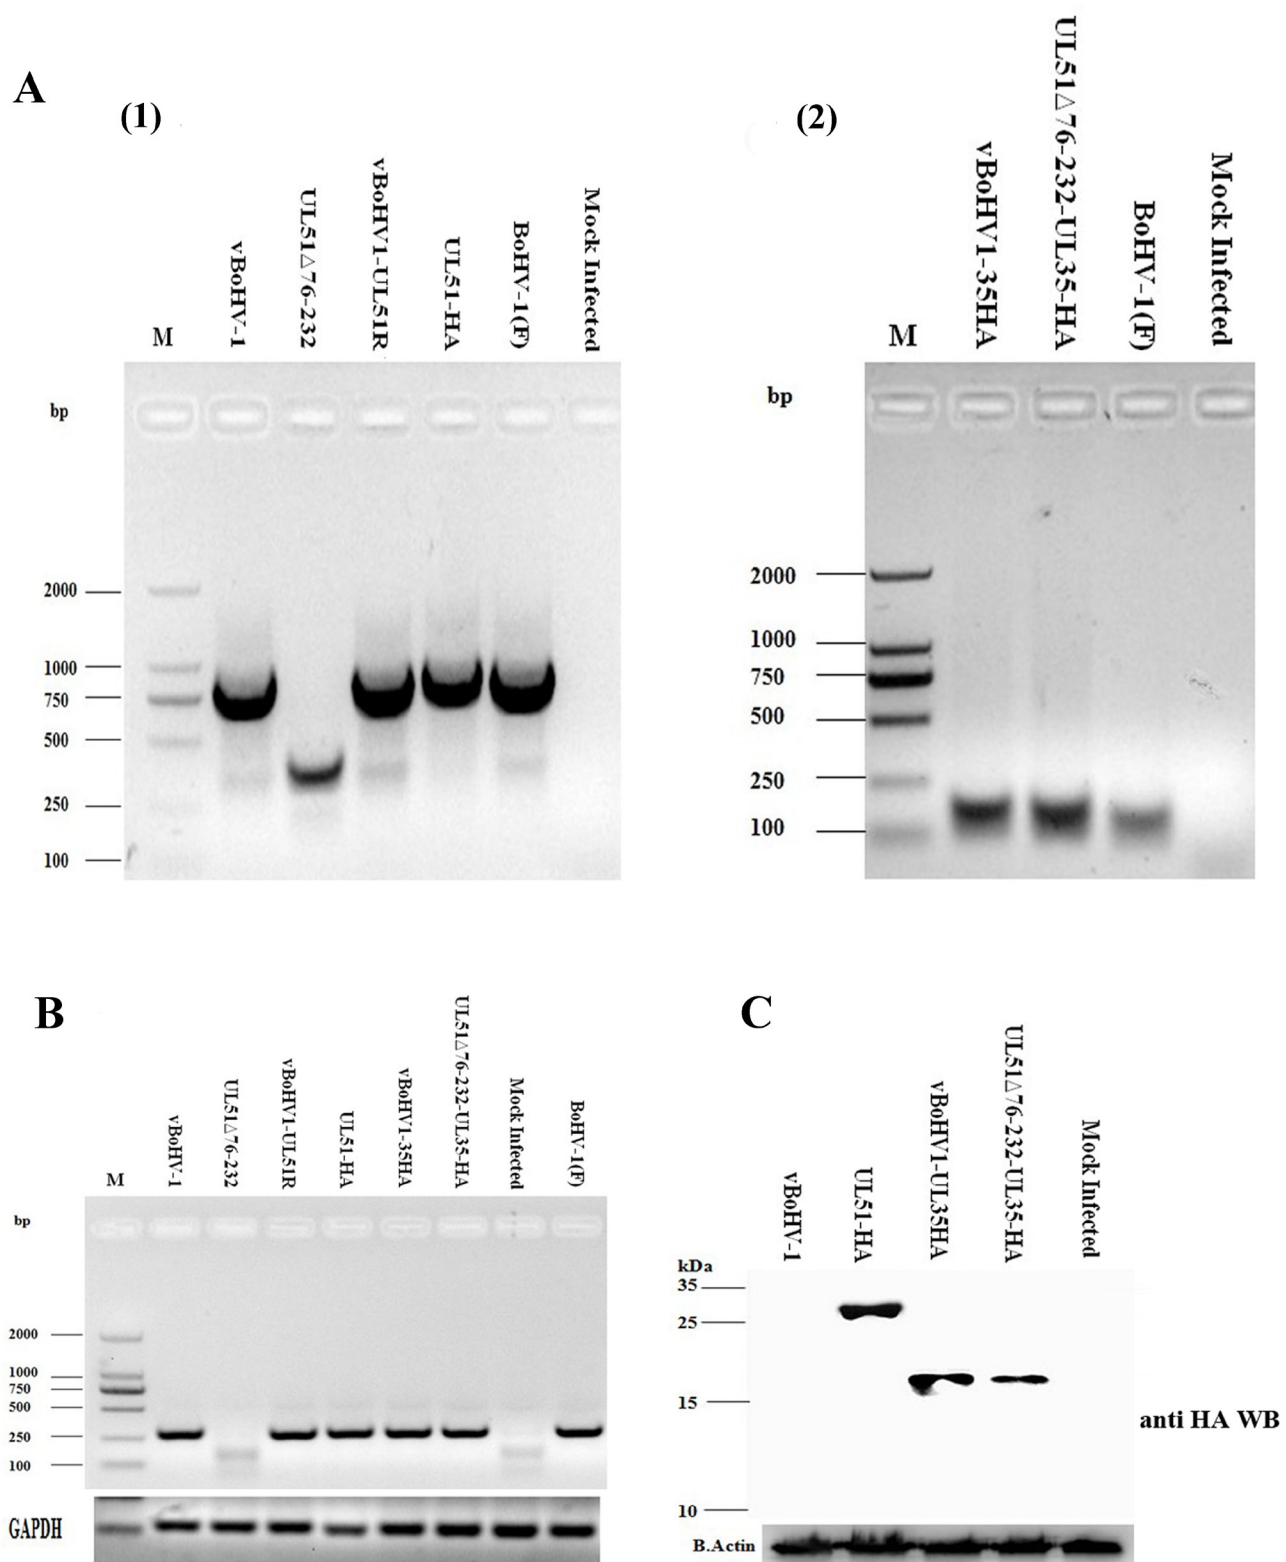 A
(1)
M
vBoHV-1
UL51△76-232
vBoHV1-UL51R
UL51-HA
BoHV-1(F)
Mock Infected
bp
2000
1000
750
500
250
100
(2)
M
vBoHV1-35HA
UL51△76-232-UL35-HA
BoHV-1(F)
Mock Infected
bp
2000
1000
750
500
250
100
B
M
vBoHV-1
UL51△76-232
vBoHV1-UL51R
UL51-HA
vBoHV1-35HA
UL51△76-232-UL35-HA
Mock Infected
BoHV-1(F)
bp
2000
1000
750
500
250
100
GAPDH
C
vBoHV-1
UL51-HA
vBoHV1-UL35HA
UL51△76-232-UL35-HA
Mock Infected
kDa
35
25
15
10
anti HA WB
B.Actin